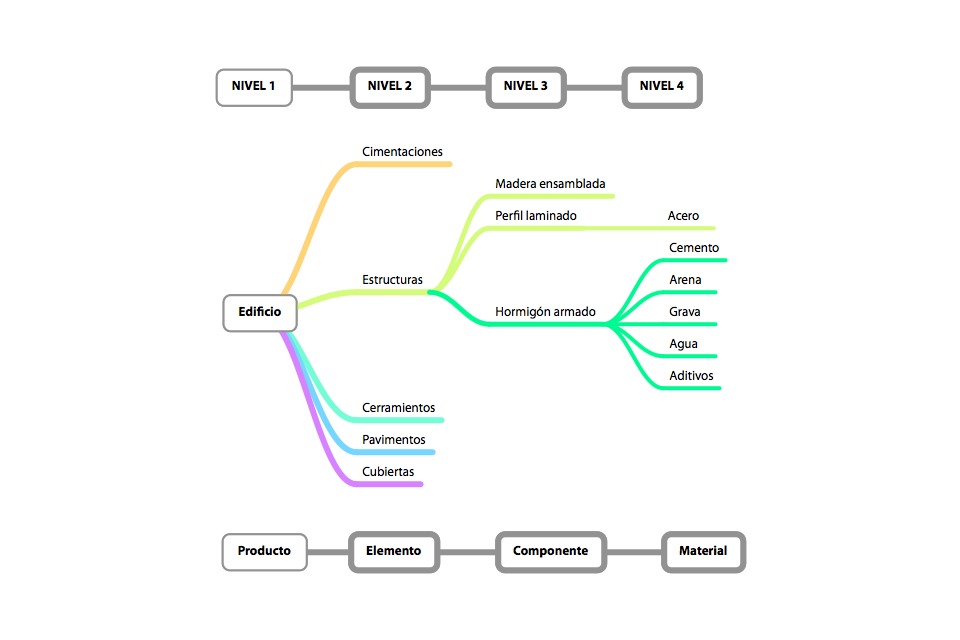 NIVEL 1
NIVEL 2
NIVEL 3
NIVEL 4
Cimentaciones
Madera ensamblada
Perfil laminado
Acero
Cemento
Estructuras
Arena
Edificio
Hormigón armado
Grava
Agua
Aditivos
Cerramientos
Pavimentos
Cubiertas
Producto
Elemento
Componente
Material